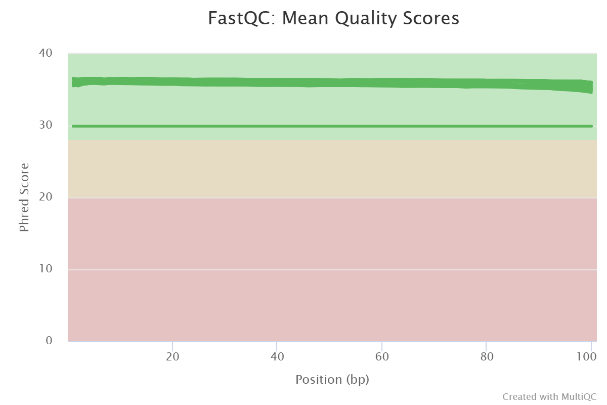 FastQC: Mean Quality Scores
40
30
20
10
0
Phred Score
20 40 60 80 100
Position (bp)
Created with MultiQC